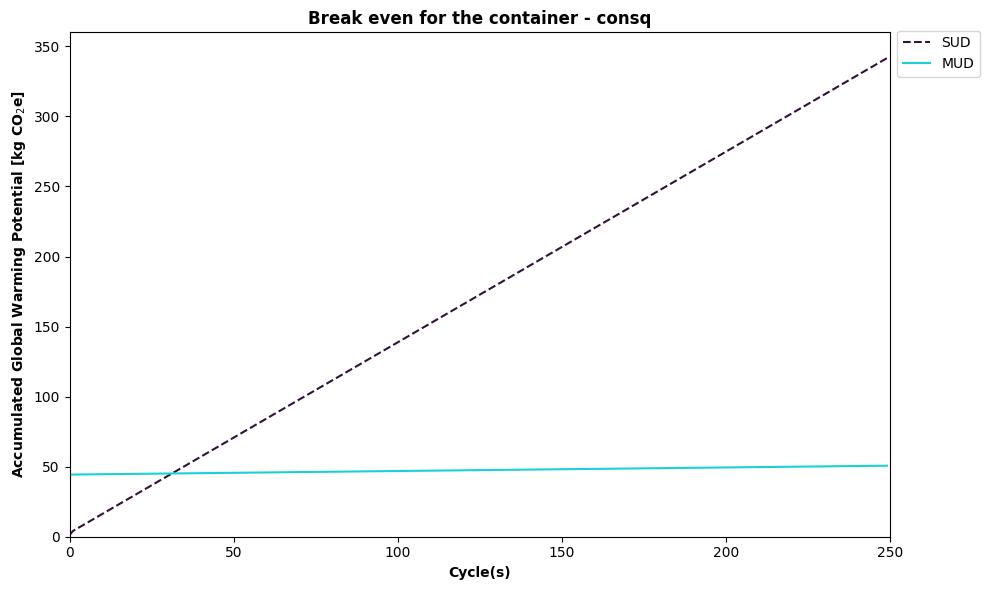 Break even for the container - consq
SUD
MUD
Accumulated Global Warming Potential [kg CO₂e]
350
300
250
200
150
100
50
0
0 50 100 150 200 250
Cycle(s)